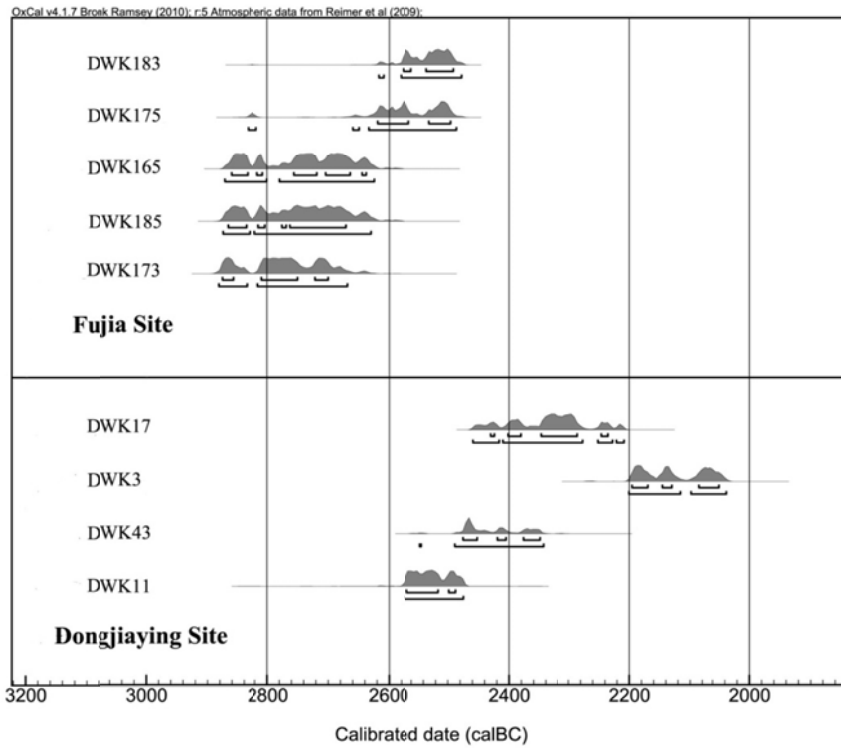 OxCal v4.1.7 Bronk Ramsey (2010); r:5 Atmospheric data from Reimer et al (2009);
DWK183
DWK175
DWK165
DWK185
DWK173
Fujia Site
DWK17
DWK3
DWK43
DWK11
Dongjiaying Site
3200 3000 2800 2600 2400 2200 2000
Calibrated date (calBC)